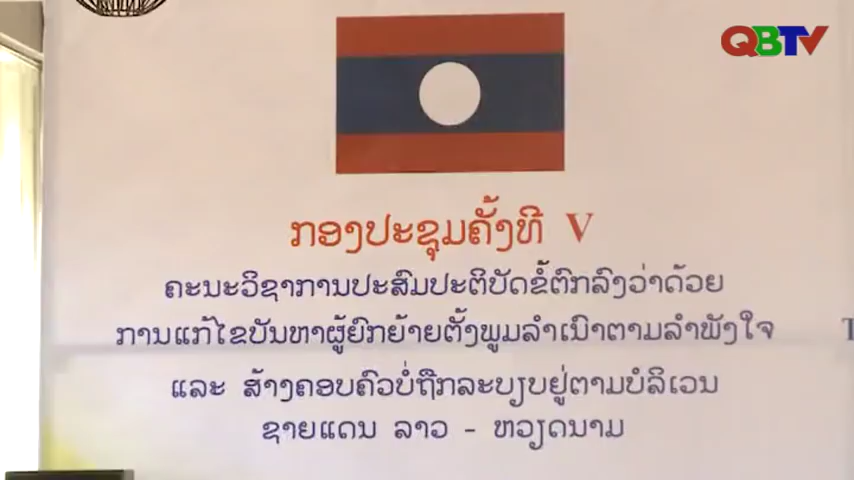 QBTV
ກອງປະຊຸມຄັ້ງທີ V
ຄະນະວິຊາການປະສົມປະຕິບັດຂໍ້ຕົກລົງວ່າດ້ວຍ
ການແກ້ໄຂບັນຫາຜູ້ຍົກຍ້າຍຕັ້ງພູມລຳເນົາຕາມລຳພັງໃຈ
ແລະ ສ້າງຄອບຄົວບໍ່ຖືກລະບຽບຢູ່ຕາມບໍລິເວນ
ຊາຍແດນ ລາວ - ຫວຽດນາມ